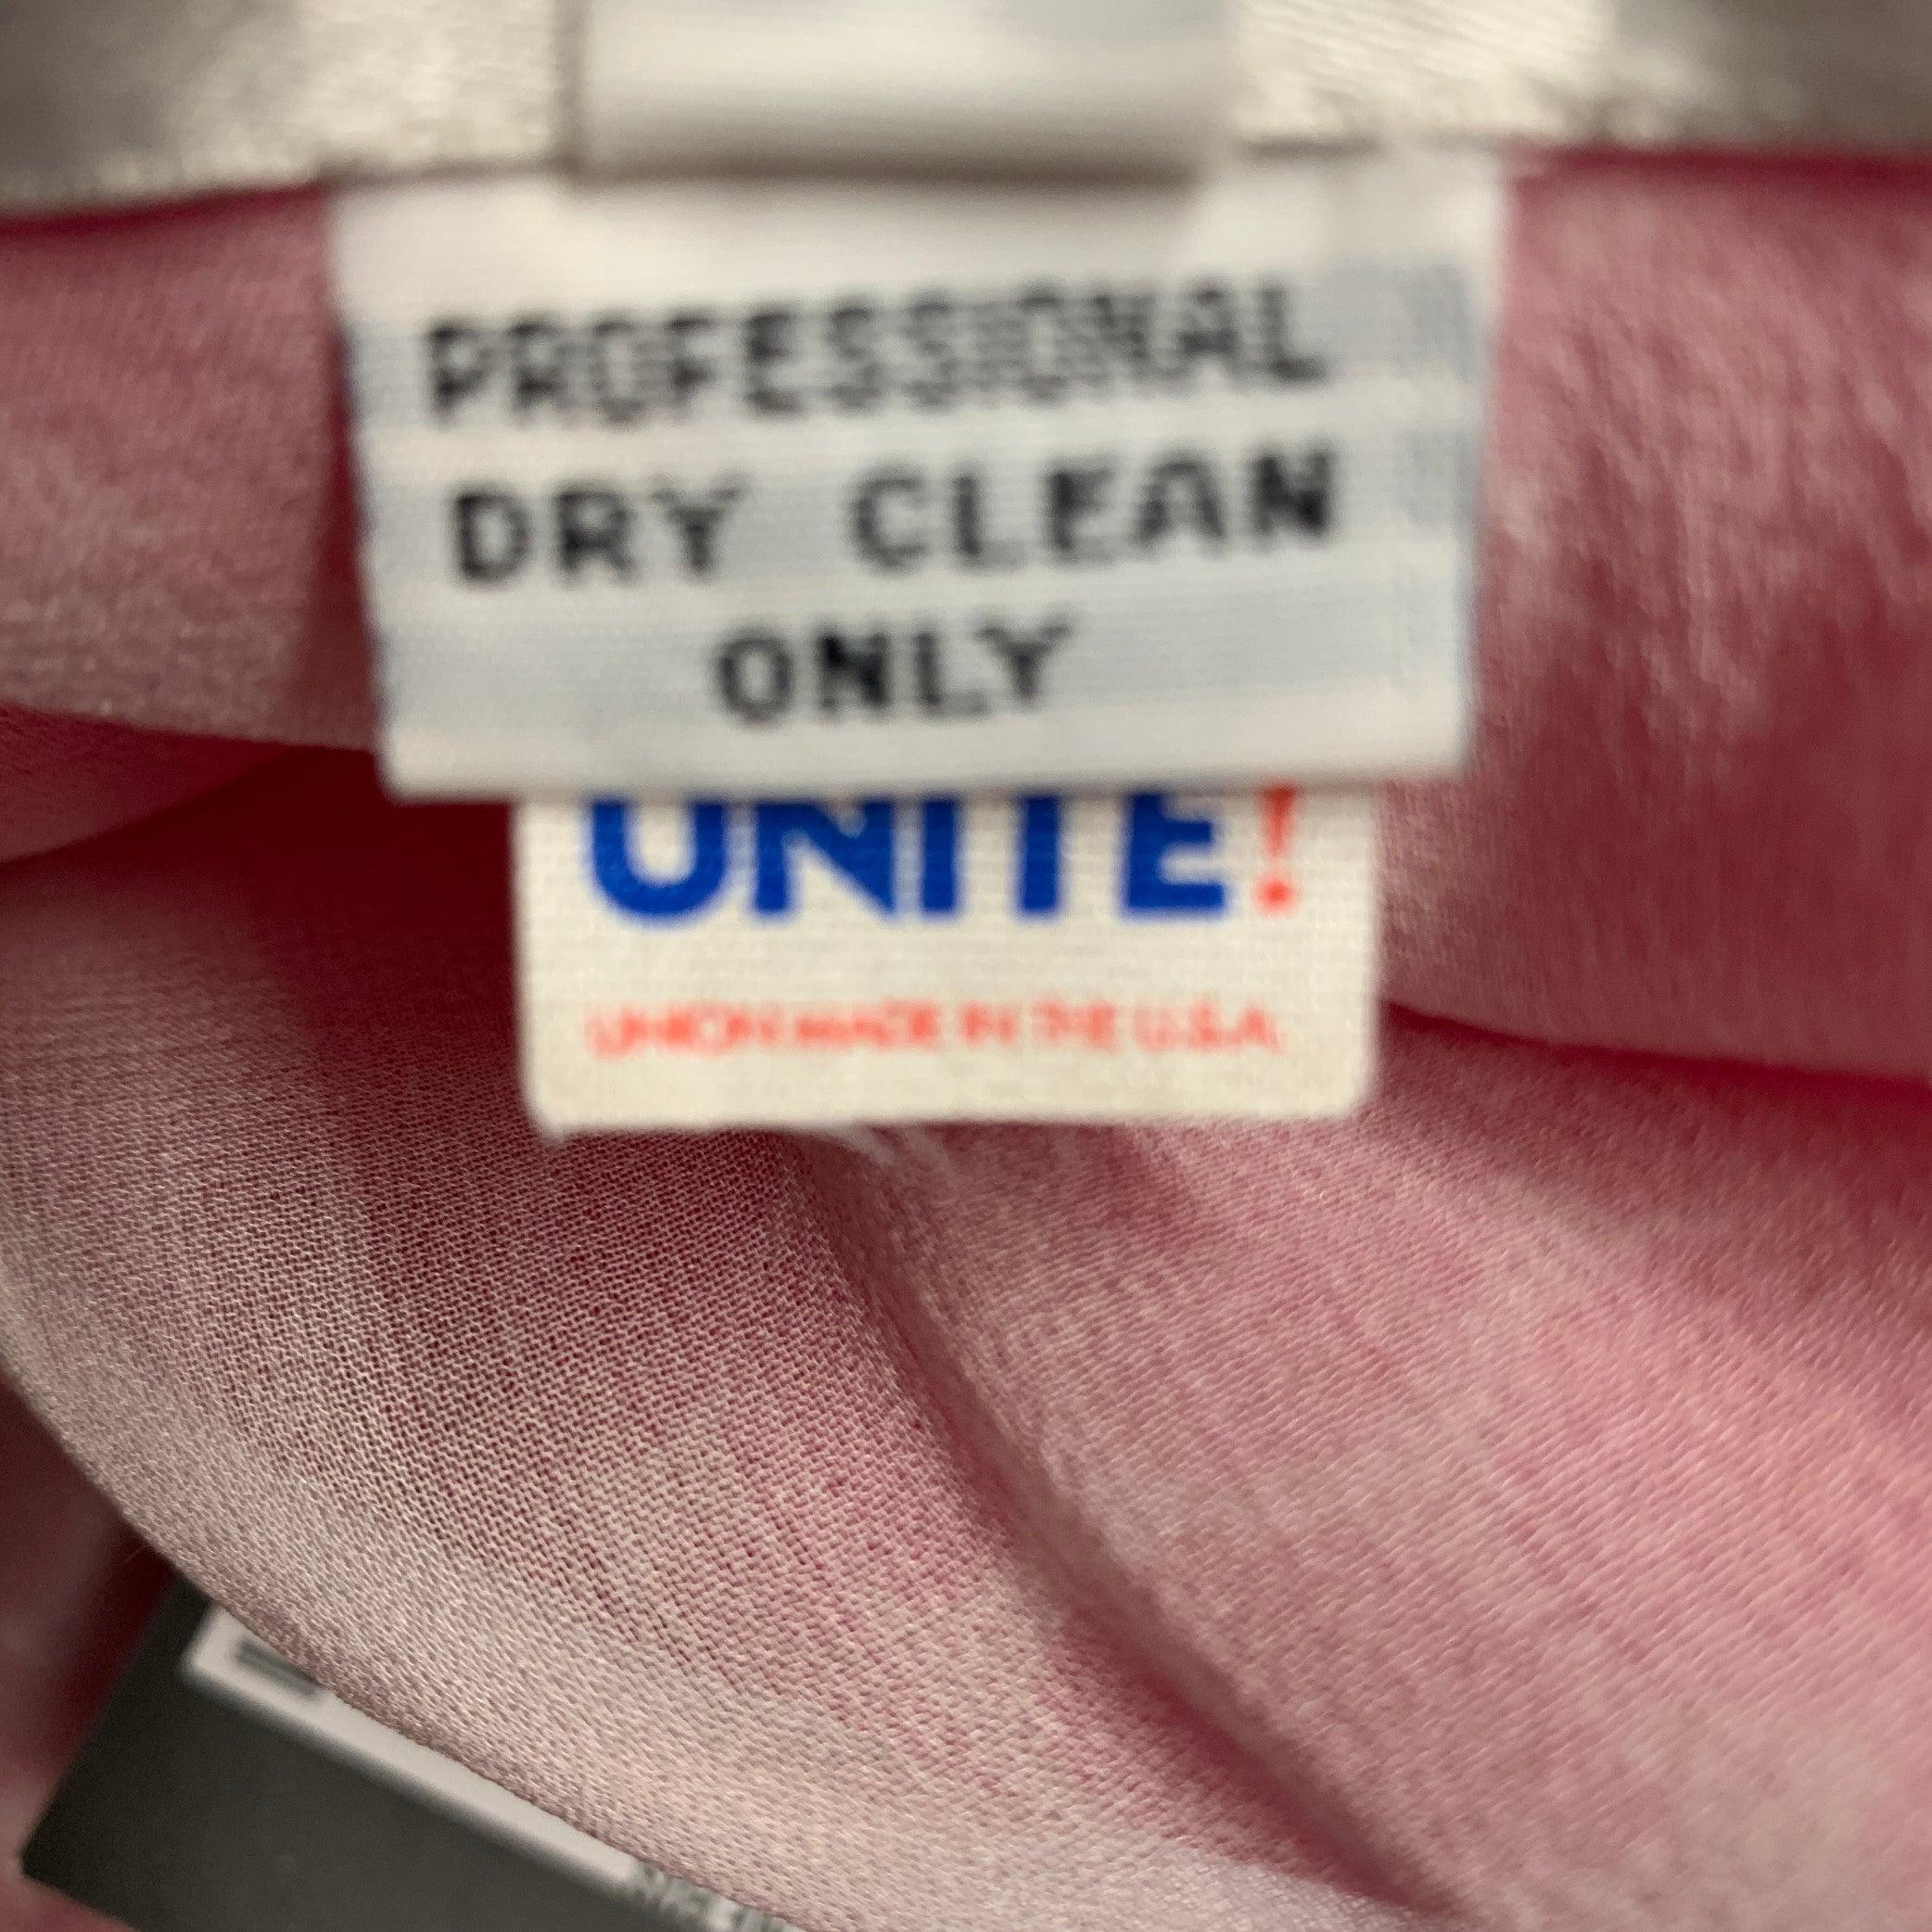 PROFESSIONAL
DRY CLEAN
ONLY
UNITE!
UNION MADE IN THE U.S.A.